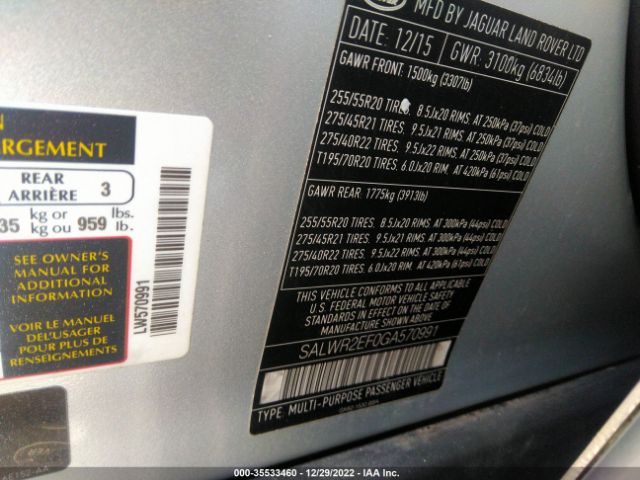 MFD BY JAGUAR LAND ROVER LTD
DATE: 12/15 GWR: 3100kg (6834lb)
GAWR FRONT: 1500kg (3307lb)
255/55R20 TIRES, 8.5Jx20 RIMS. AT 250kPa (37psi) COLD
275/45R21 TIRES, 9.5Jx21 RIMS. AT 250kPa (37psi) COLD
275/40R22 TIRES, 9.5Jx22 RIMS. AT 250kPa (37psi) COLD
T195/70R20 TIRES, 6.0Jx20 RIM. AT 420kPa (61psi) COLD
GAWR REAR: 1775kg (3913lb)
255/55R20 TIRES, 8.5Jx20 RIMS. AT 300kPa (44psi) COLD
275/45R21 TIRES, 9.5Jx21 RIMS. AT 300kPa (44psi) COLD
275/40R22 TIRES, 9.5Jx22 RIMS. AT 300kPa (44psi) COLD
T195/70R20 TIRES, 6.0Jx20 RIM. AT 420kPa (61psi) COLD
THIS VEHICLE CONFORMS TO ALL APPLICABLE
U.S. FEDERAL MOTOR VEHICLE SAFETY
STANDARDS IN EFFECT ON THE DATE OF
MANUFACTURE SHOWN ABOVE.
SALWR2EF0GA570991
TYPE: MULTI-PURPOSE PASSENGER VEHICLE
N
ARGEMENT
REAR
ARRIÈRE 3
35 kg or 959 lbs.
kg ou lb.
SEE OWNER'S
MANUAL FOR
ADDITIONAL
INFORMATION
VOIR LE MANUEL
DEL'USAGER
POUR PLUS DE
RENSEIGNEMENTS
LW570991
© COPYRIGHT - 35533460 - 12/29/2022 - IAA Inc.